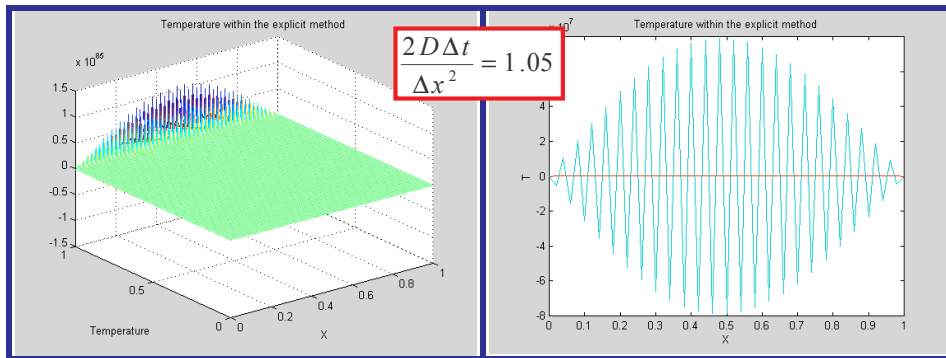 Temperature within the explicit method
x 10^85
1.5
1
0.5
0
-0.5
-1
-1.5
1
0.5
0
0
0.2
0.4
0.6
0.8
1
Temperature
X
2 D Δt / Δx² = 1.05
Temperature within the explicit method
10^7
4
2
0
-2
-4
-6
-8
T
0 0.1 0.2 0.3 0.4 0.5 0.6 0.7 0.8 0.9 1
X